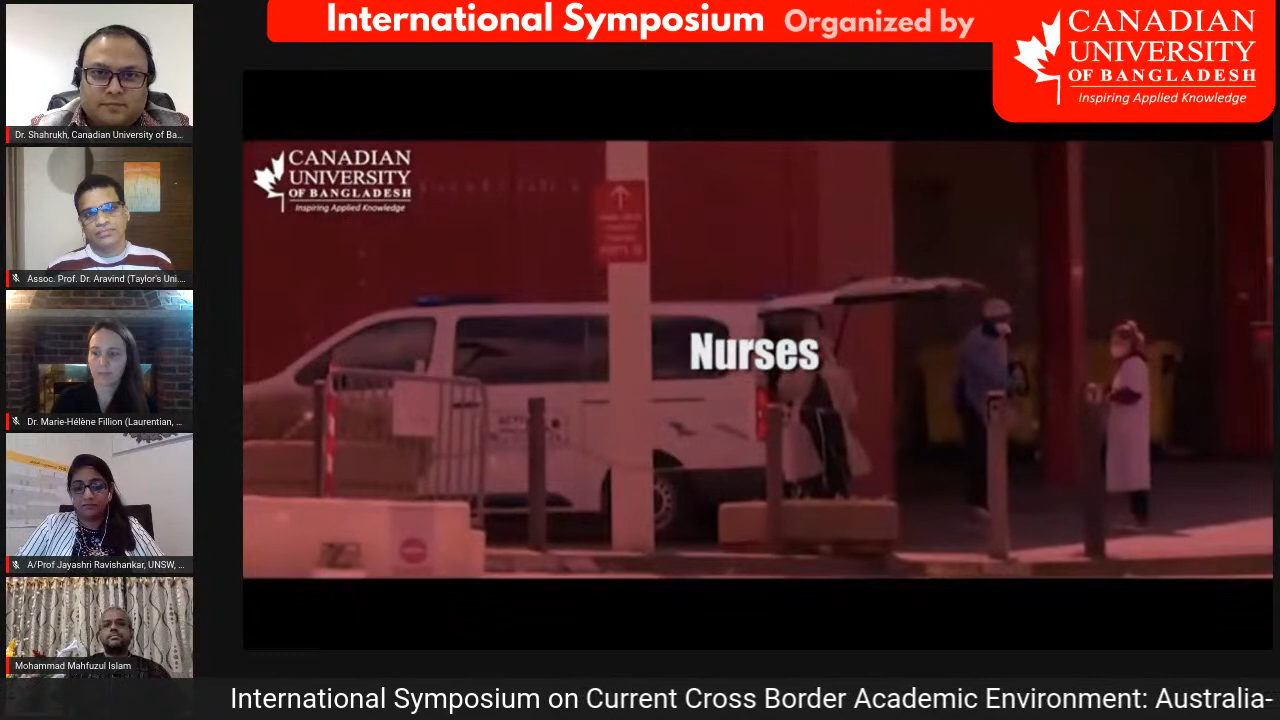 International Symposium Organized by
CANADIAN
UNIVERSITY
OF BANGLADESH
Inspiring Applied Knowledge
Dr. Shahrukh, Canadian University of Ba...
Assoc. Prof. Dr. Aravind (Taylor's Uni....
Dr. Marie-Hélène Fillion (Laurentian, ...
A/Prof Jayashri Ravishankar, UNSW, ...
Mohammad Mahfuzul Islam
CANADIAN
UNIVERSITY
OF BANGLADESH
Inspiring Applied Knowledge
Nurses
International Symposium on Current Cross Border Academic Environment: Australia-